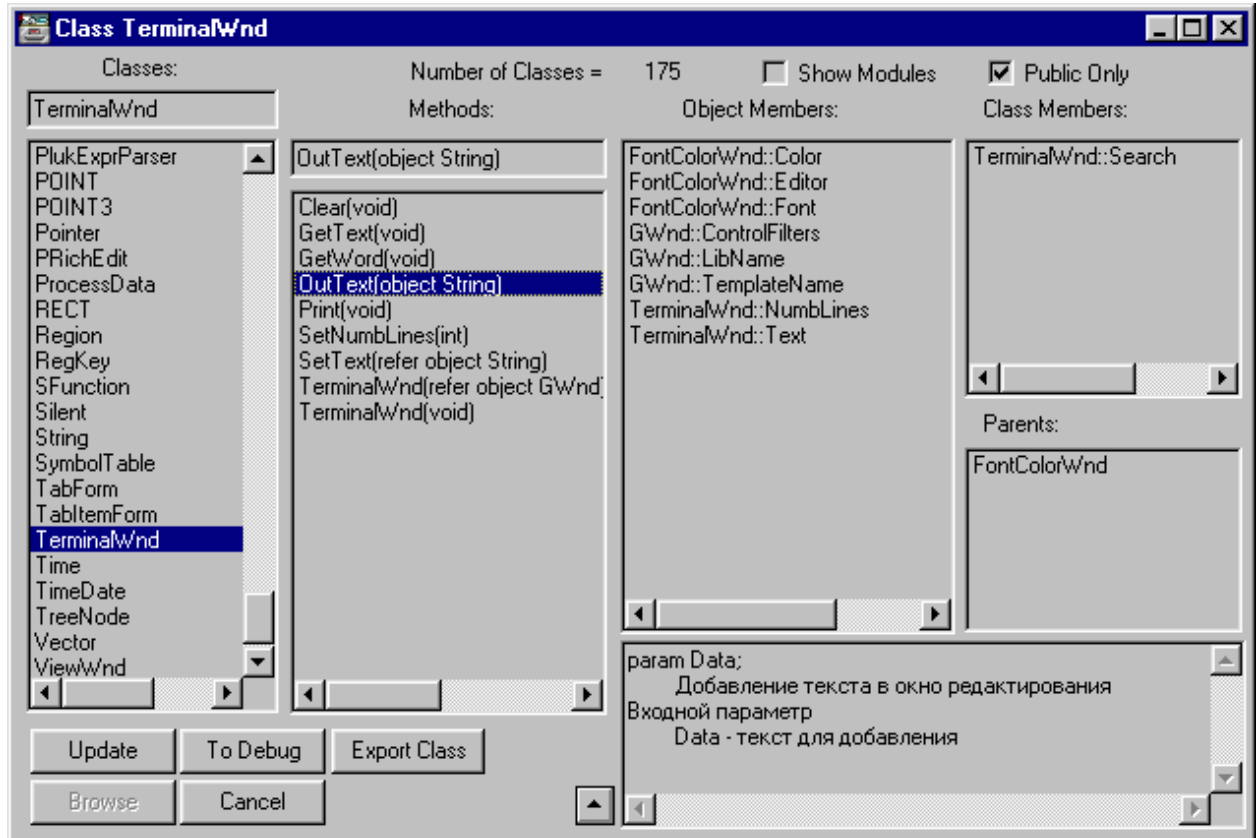 Class TerminalWnd
Classes:
Number of Classes =
175
Show Modules
Public Only
TerminalWnd
Methods:
Object Members:
Class Members:
PlukExprParser
POINT
POINT3
Pointer
PRichEdit
ProcessData
RECT
Region
RegKey
SFunction
Silent
String
SymbolTable
TabForm
TabItemForm
TerminalWnd
Time
TimeDate
TreeNode
Vector
ViewWnd
OutText(object String)
Clear(void)
GetText(void)
GetWord(void)
OutText(object String)
Print(void)
SetNumbLines(int)
SetText(refer object String)
TerminalWnd(refer object GWnd)
TerminalWnd(void)
FontColorWnd::Color
FontColorWnd::Editor
FontColorWnd::Font
GWnd::ControlFilters
GWnd::LibName
GWnd::TemplateName
TerminalWnd::NumbLines
TerminalWnd::Text
TerminalWnd::Search
Parents:
FontColorWnd
param Data;
Добавление текста в окно редактирования
Входной параметр
Data - текст для добавления
Update
To Debug
Export Class
Browse
Cancel